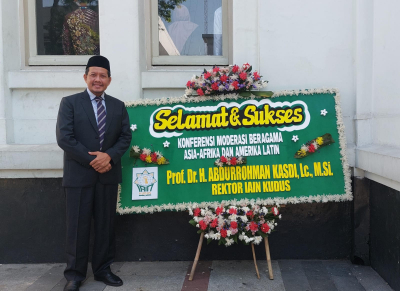 Selamat & Sukses
KONFERENSI MODERASI BERAGAMA
ASIA-AFRIKA DAN AMERIKA LATIN
Prof. Dr. H. ABDURROHMAN KASDI, Lc., M.Si.
REKTOR IAIN KUDUS